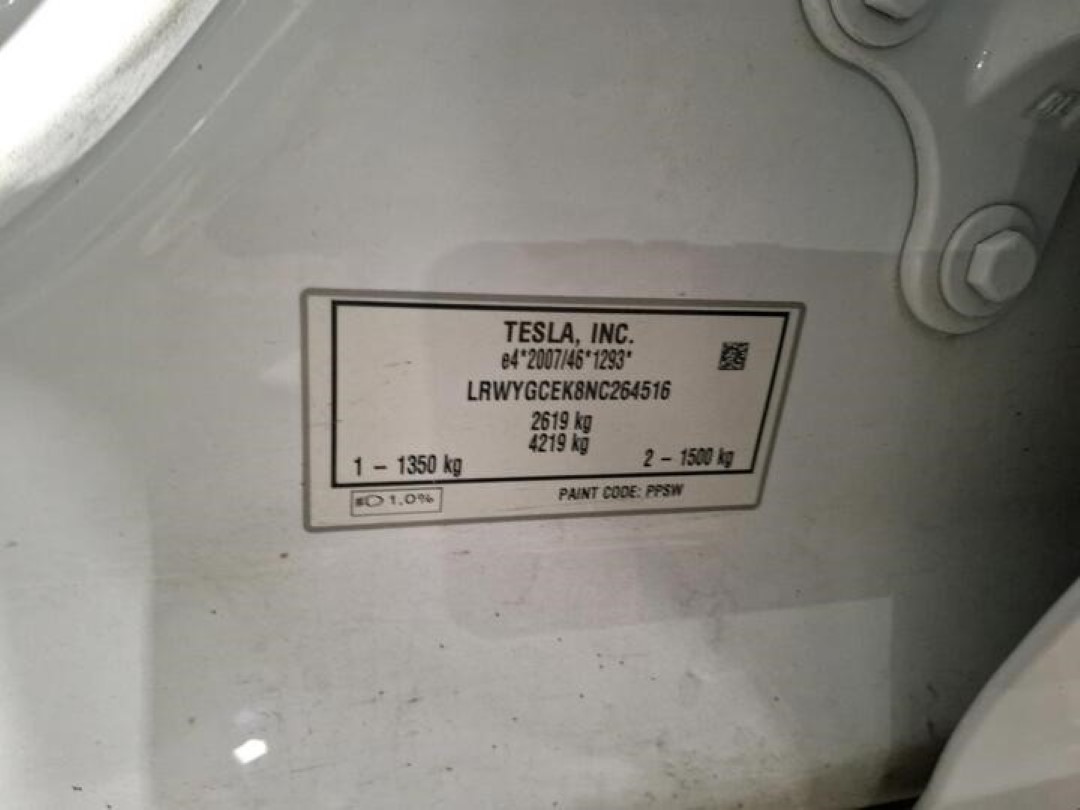 TESLA, INC.
e4*2007/46*1293*
LRWYGCEK8NC264516
2619 kg
4219 kg
1 – 1350 kg
2 – 1500 kg
1.0%
PAINT CODE: PPSW